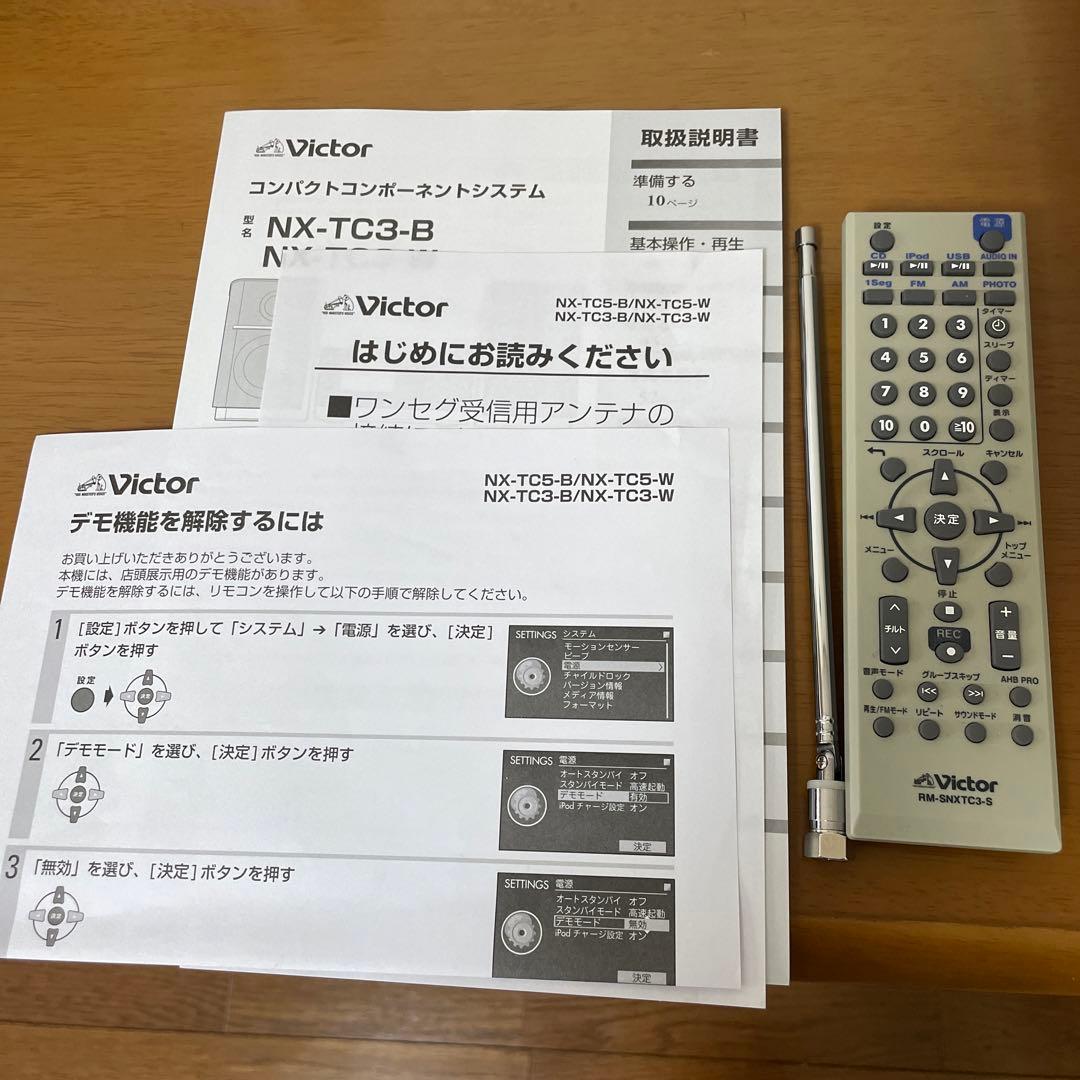 Victor
"HIS MASTER'S VOICE"
コンパクトコンポーネントシステム
型名 NX-TC3-B
取扱説明書
準備する
10ページ
基本操作・再生
Victor
"HIS MASTER'S VOICE"
NX-TC5-B/NX-TC5-W
NX-TC3-B/NX-TC3-W
はじめにお読みください
■ワンセグ受信用アンテナの
Victor
"HIS MASTER'S VOICE"
NX-TC5-B/NX-TC5-W
NX-TC3-B/NX-TC3-W
デモ機能を解除するには
お買い上げいただきありがとうございます。
本機には、店頭展示用のデモ機能があります。
デモ機能を解除するには、リモコンを操作して以下の手順で解除してください。
1 [設定]ボタンを押して「システム」→「電源」を選び、[決定]
ボタンを押す
設定
決定
SETTINGS システム
モーションセンサー
ビープ
電源
チャイルドロック
バージョン情報
メディア情報
フォーマット
2 「デモモード」を選び、[決定]ボタンを押す
決定
SETTINGS 電源
オートスタンバイ オフ
スタンバイモード 高速起動
デモモード 有効
iPod チャージ設定 オン
決定
3 「無効」を選び、[決定]ボタンを押す
決定
SETTINGS 電源
オートスタンバイ オフ
スタンバイモード 高速起動
デモモード 無効
iPod チャージ設定 オン
決定
設定 電源
CD iPod USB AUDIO IN
1Seg FM AM PHOTO
タイマー
1 2 3
スリープ
4 5 6
ディマー
7 8 9
表示
10 0 ≧10
スクロール キャンセル
決定
メニュー トップメニュー
停止
チルト REC + 音量 -
音声モード グループスキップ AHB PRO
再生/FMモード リピート サウンドモード 消音
Victor
RM-SNXTC3-S